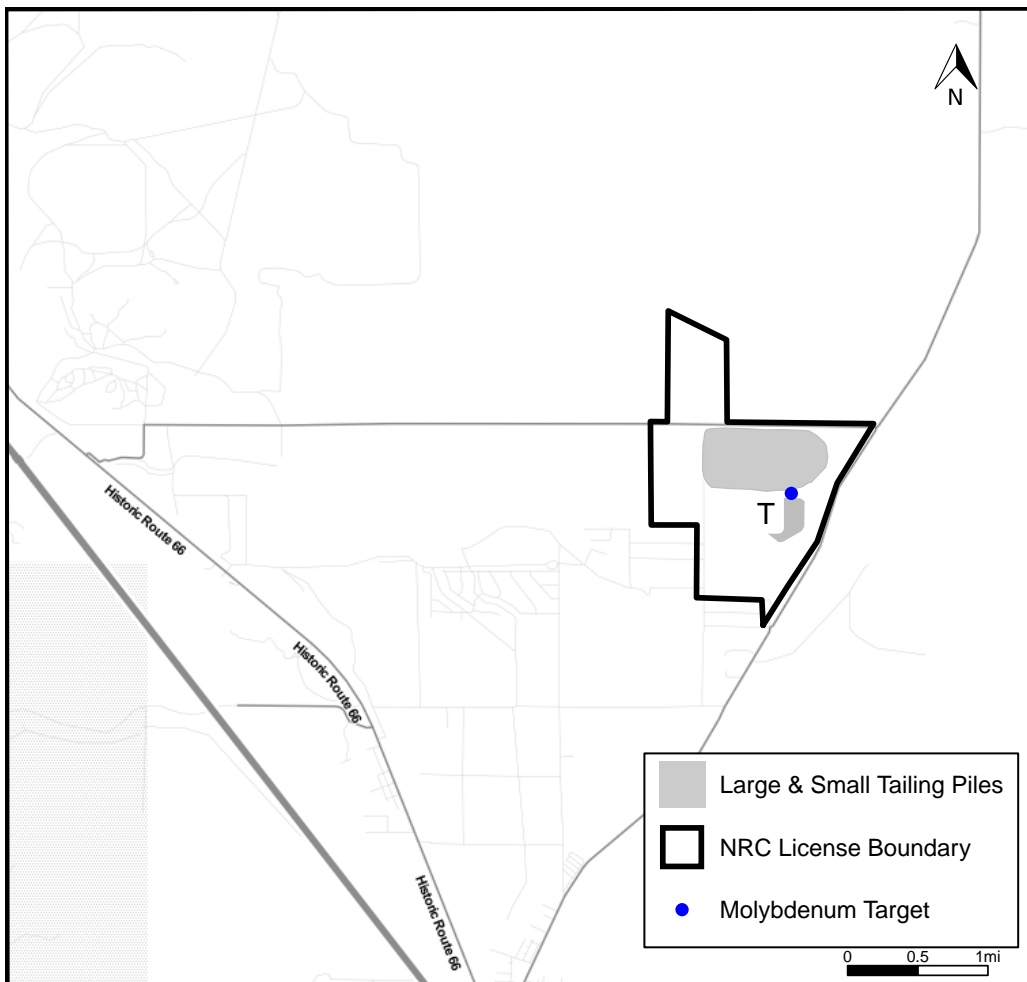 N
T
Historic Route 66
Historic Route 66
Historic Route 66
Large & Small Tailing Piles
NRC License Boundary
Molybdenum Target
0 0.5 1mi